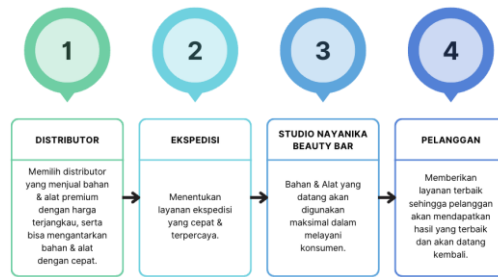 1
2
3
4
DISTRIBUTOR
Memilih distributor
yang menjual bahan
& alat premium
dengan harga
terjangkau, serta
bisa mengantarkan
bahan & alat
dengan cepat.
EKSPEDISI
Menentukan
layanan ekspedisi
yang cepat &
terpercaya.
STUDIO NAYANIKA
BEAUTY BAR
Bahan & Alat yang
datang akan
digunakan
maksimal dalam
melayani
konsumen.
PELANGGAN
Memberikan
layanan terbaik
sehingga pelanggan
akan mendapatkan
hasil yang terbaik
dan akan datang
kembali.